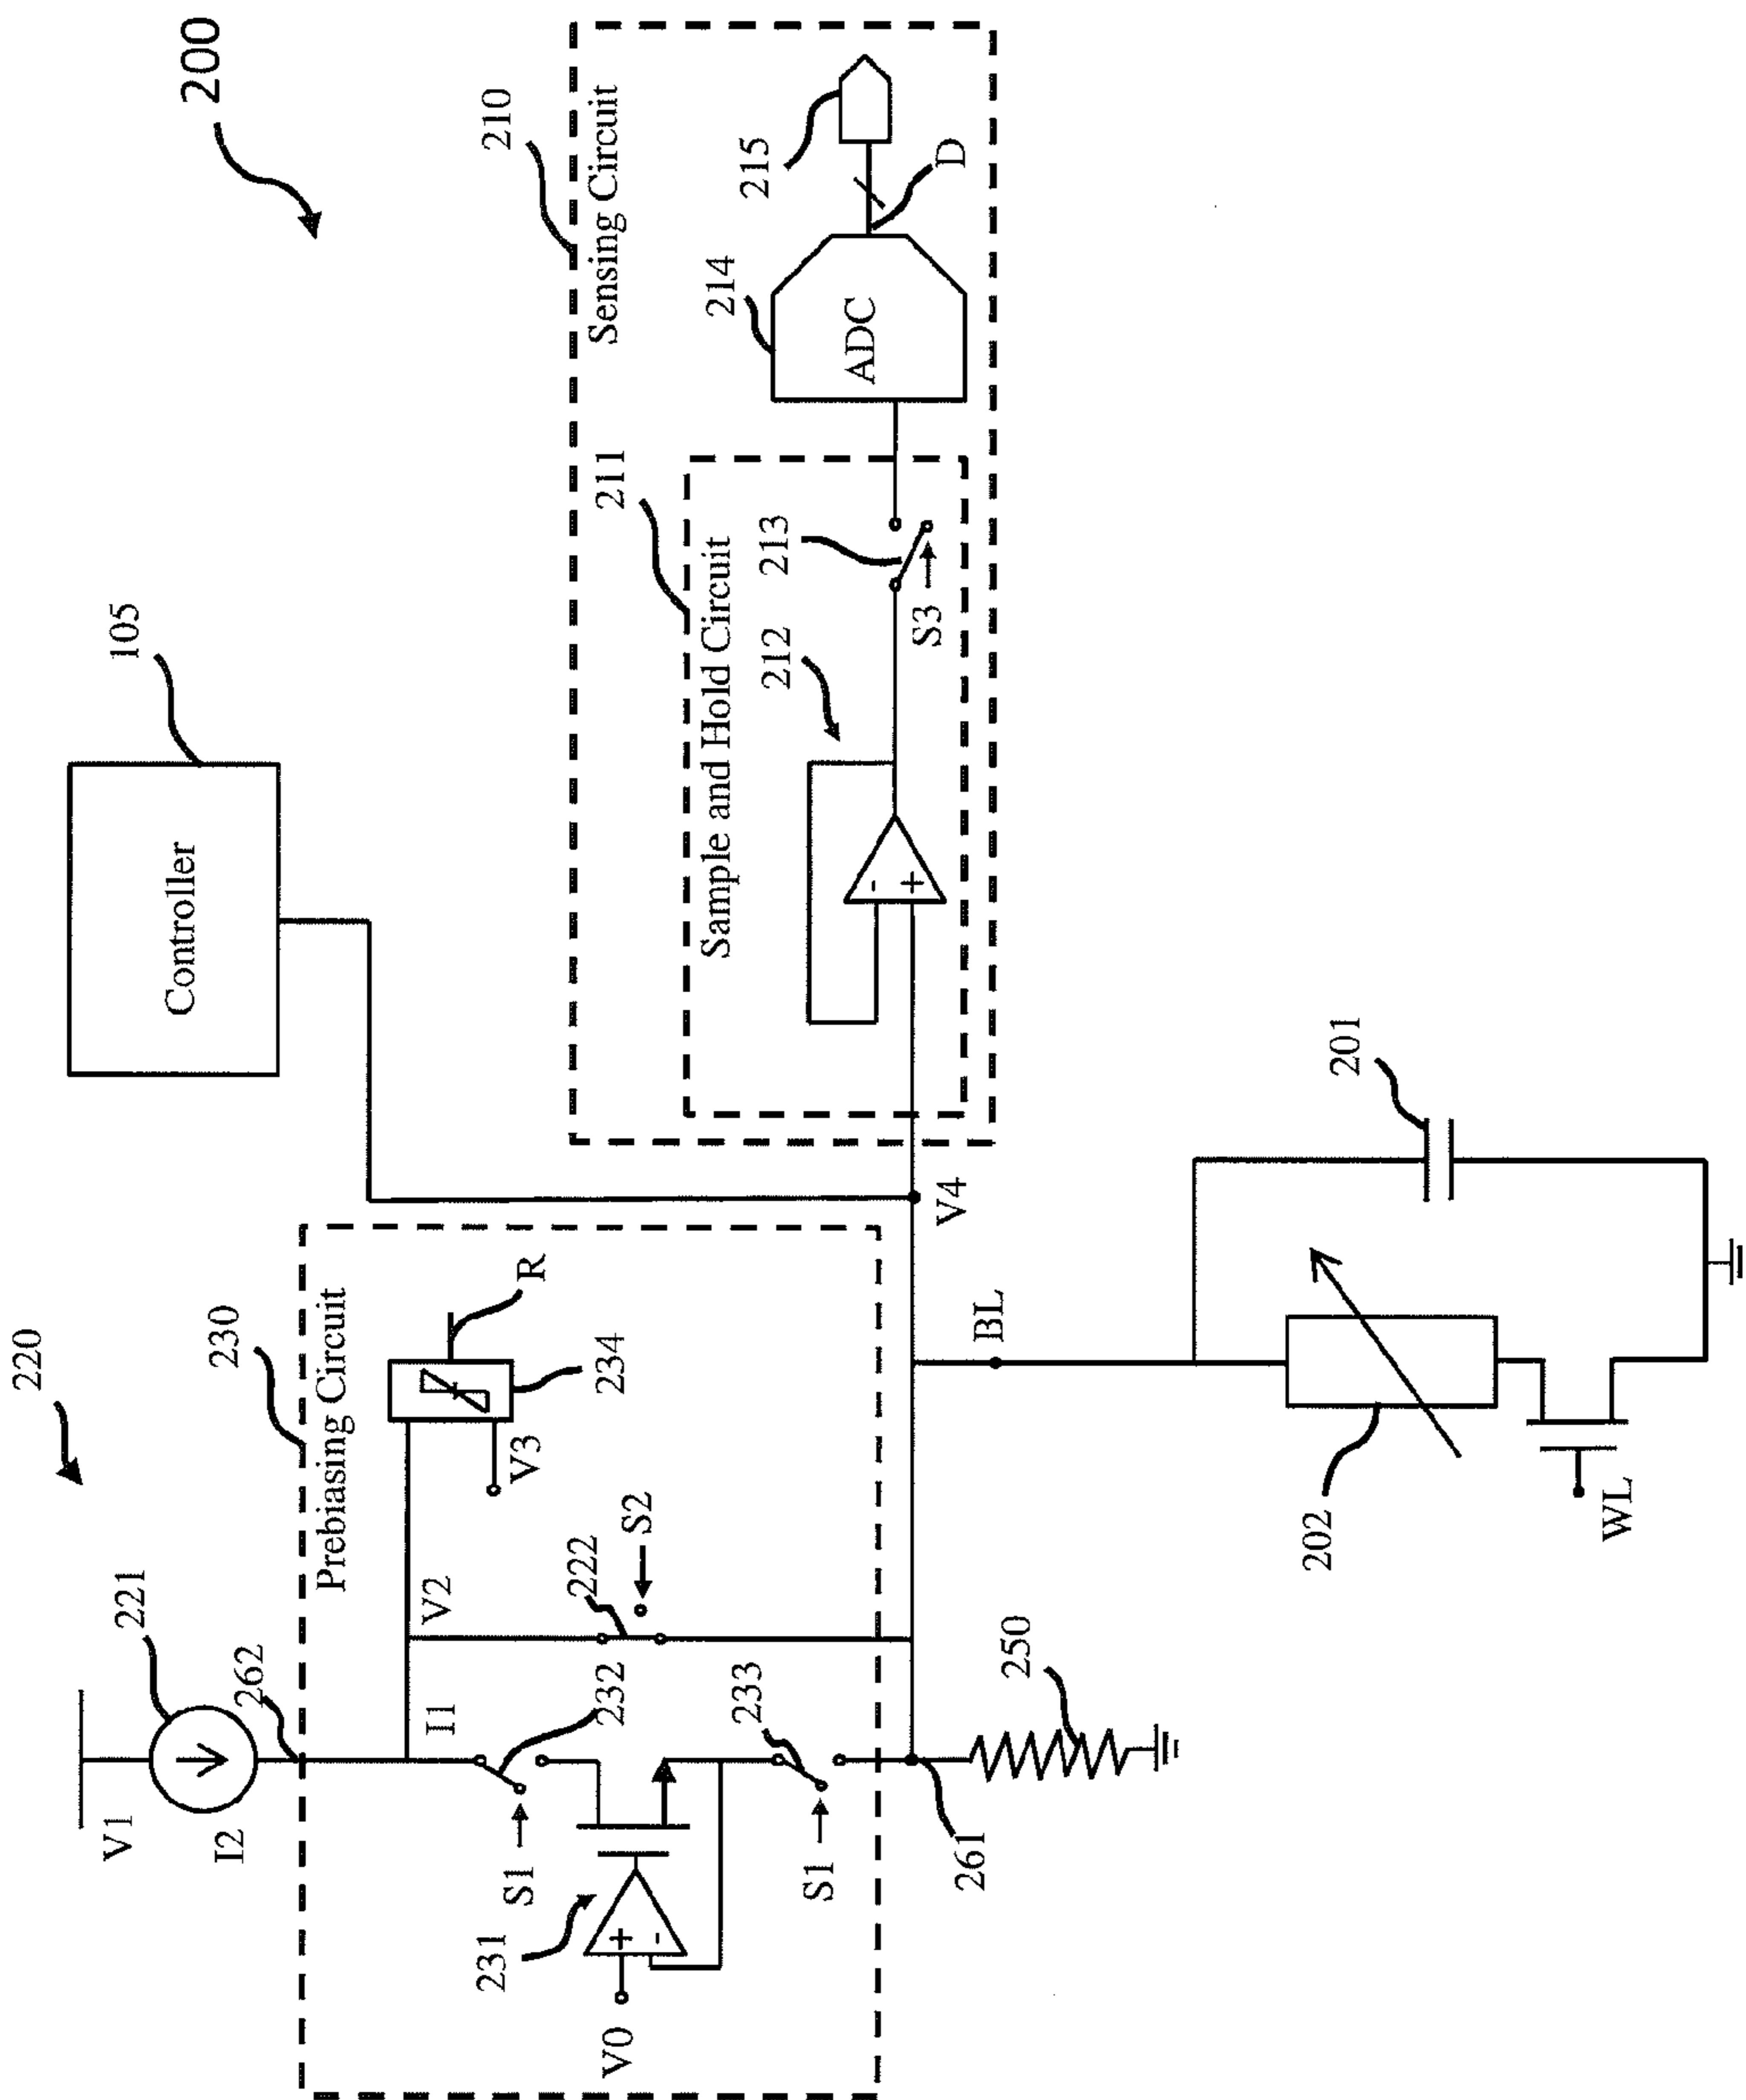 200
220
V1
221
I2
262
230
Prebiasing Circuit
I1
V2
S1
232
231
V0
+
-
S1
233
222
S2
V3
234
R
261
250
105
Controller
V4
BL
202
WL
201
210
Sensing Circuit
211
Sample and Hold Circuit
212
-
+
213
S3
214
ADC
215
D